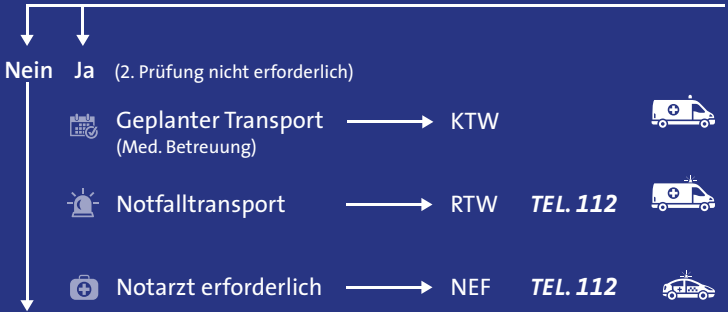 Nein Ja (2. Prüfung nicht erforderlich)
Geplanter Transport KTW
(Med. Betreuung)
Notfalltransport RTW TEL. 112
Notarzt erforderlich NEF TEL. 112